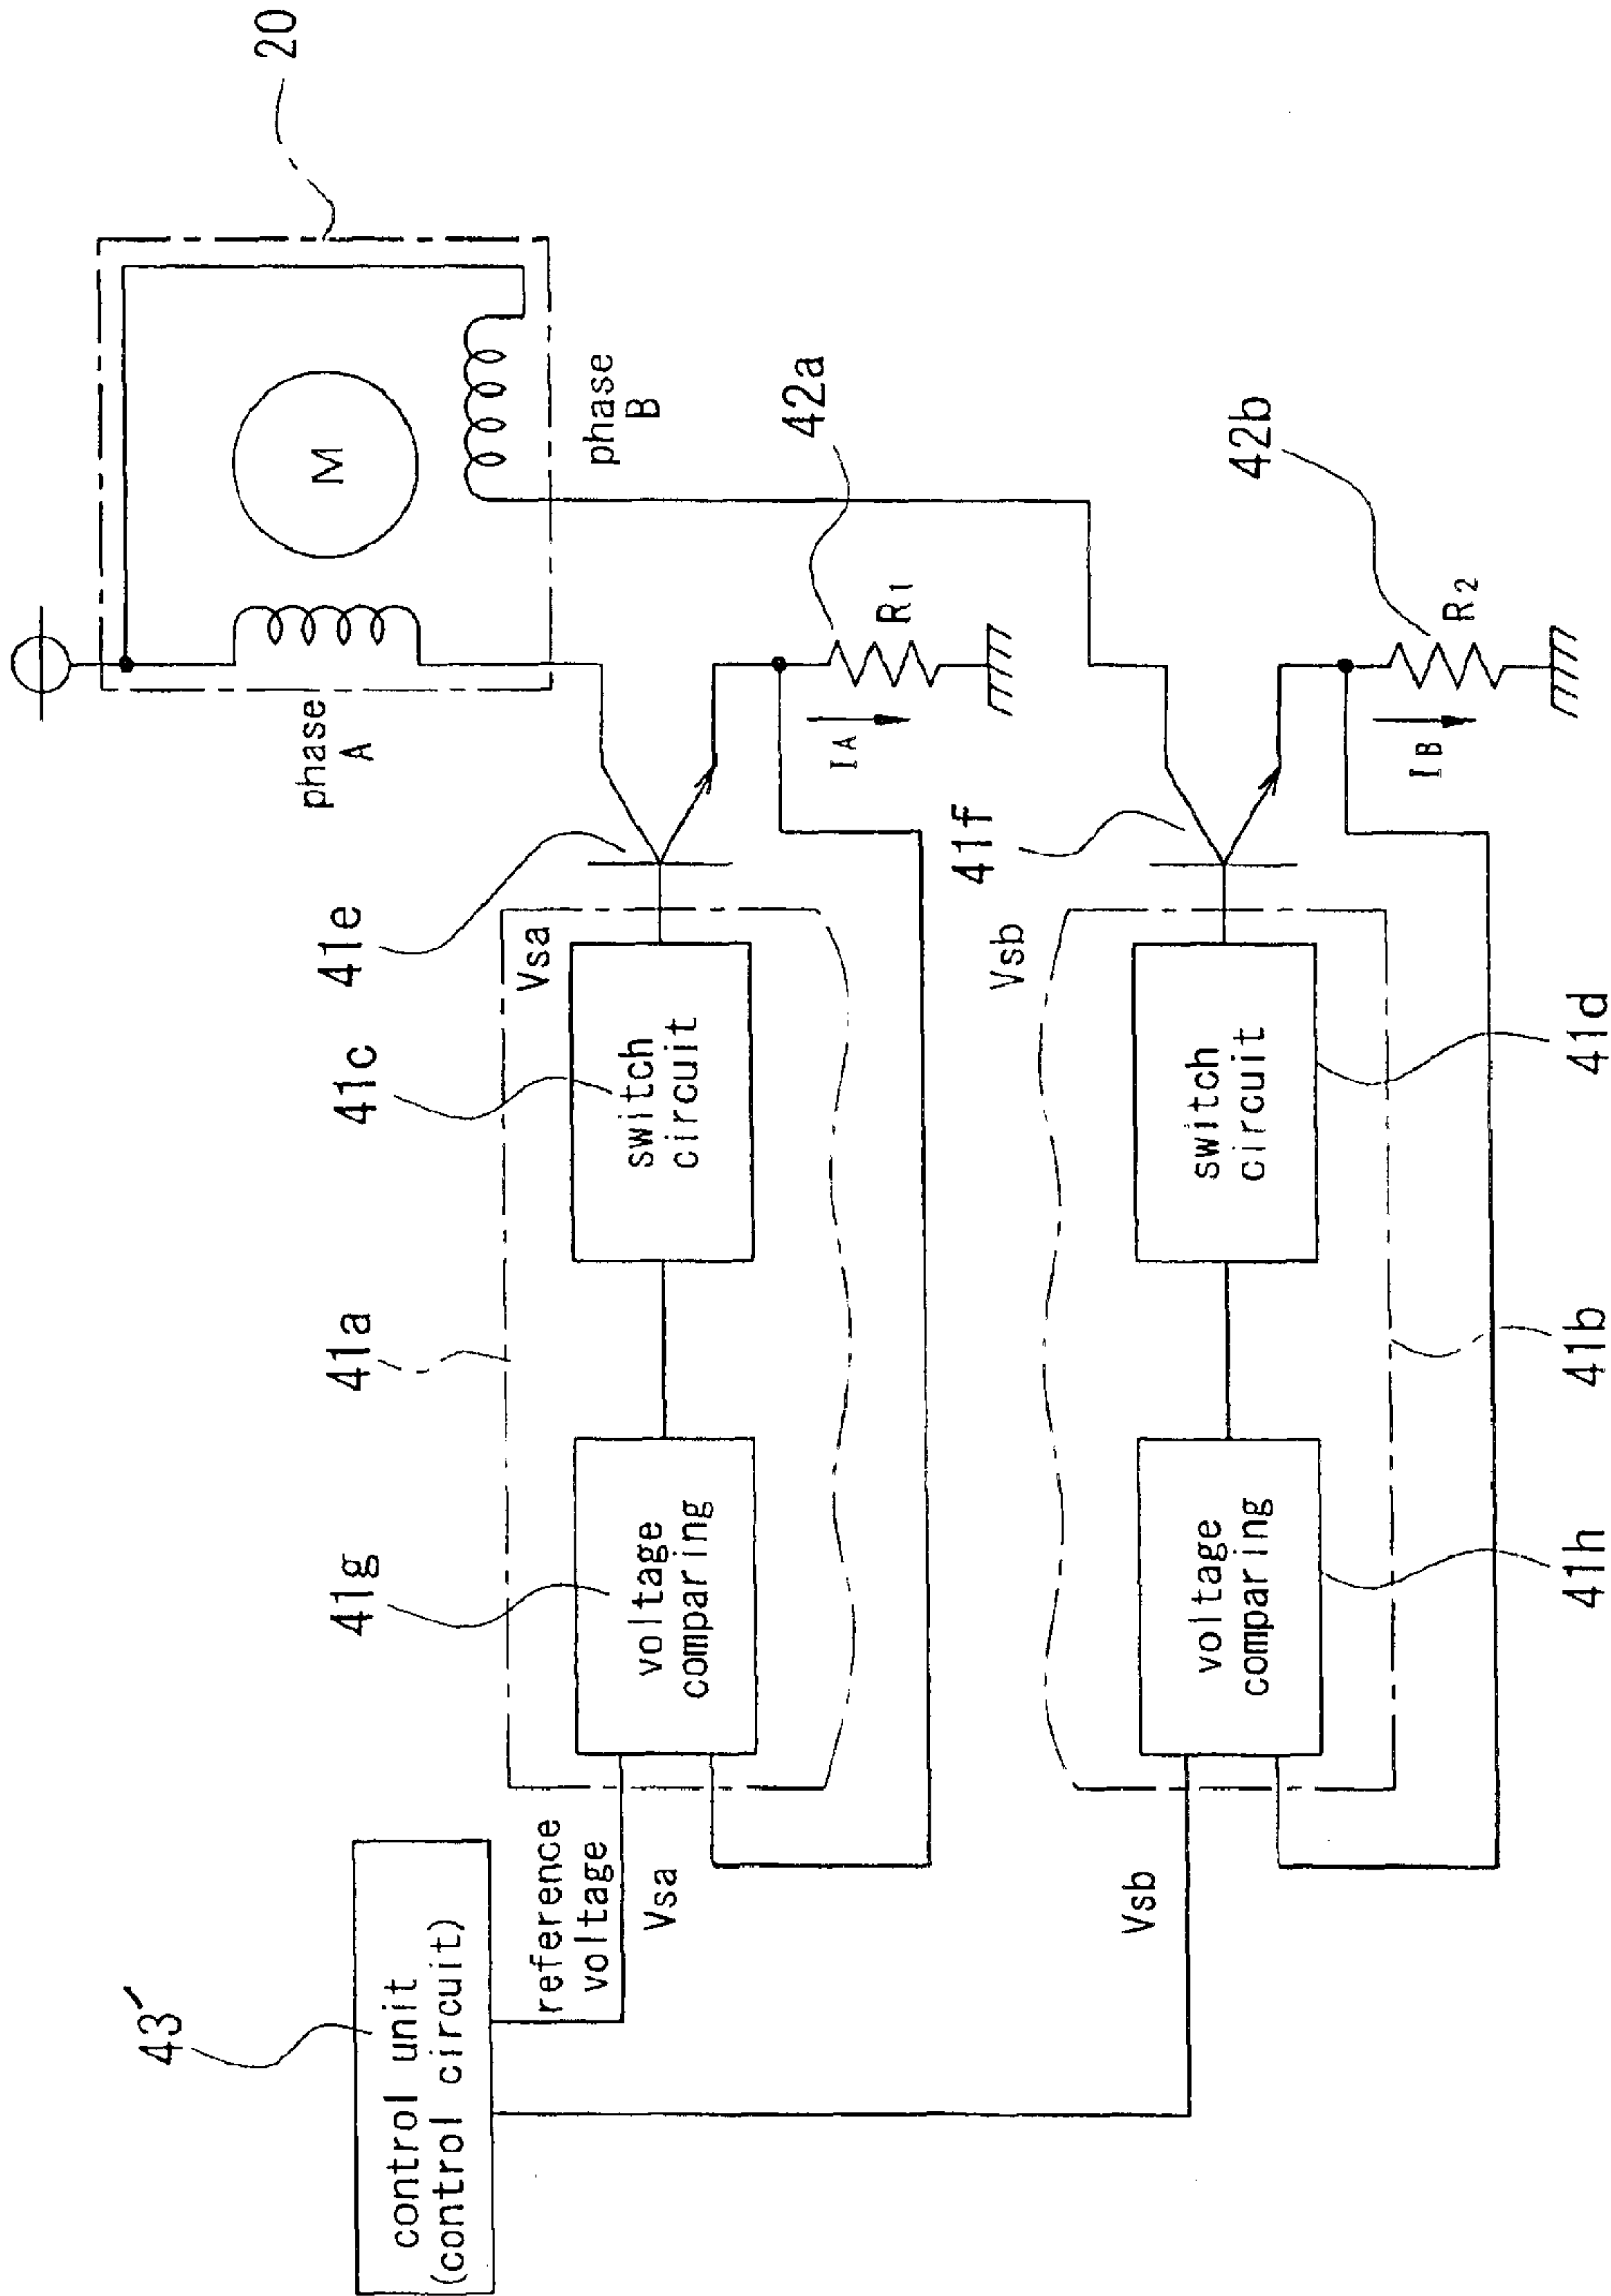 43'
control unit
(control circuit)
reference
voltage
Vsa
Vsb
41g
voltage
comparing
41a
41c
switch
circuit
Vsa
41e
phase
A
M
20
phase
B
IA
R1
42a
voltage
comparing
41h
41b
switch
circuit
41d
Vsb
41f
IB
R2
42b